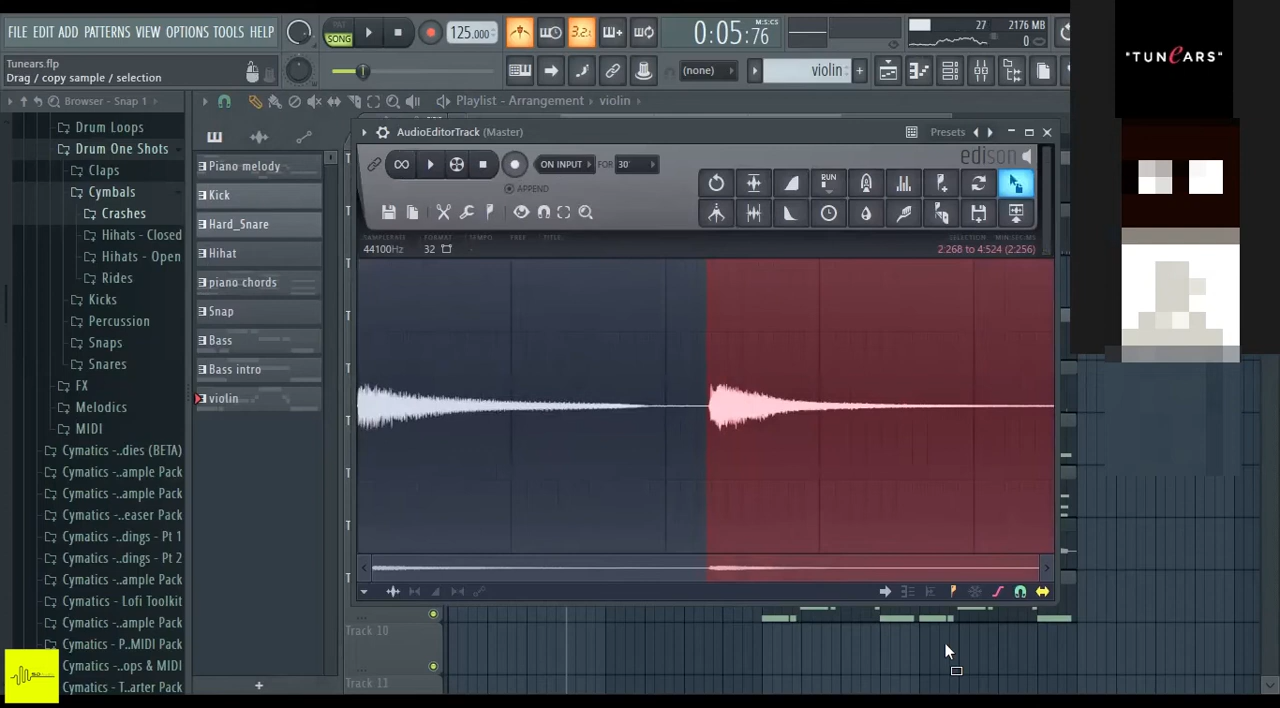 FILE EDIT ADD PATTERNS VIEW OPTIONS TOOLS HELP
PAT
SONG
125.000
3.2
0:05:76
M:S:CS
27
2176 MB
0
"TUNEARS"
Tunears.flp
Drag / copy sample / selection
(none)
violin
Browser - Snap 1
Playlist - Arrangement
violin
Drum Loops
Drum One Shots
Claps
Cymbals
Crashes
Hihats - Closed
Hihats - Open
Rides
Kicks
Percussion
Snaps
Snares
FX
Melodics
MIDI
Cymatics -..dies (BETA)
Cymatics -..ample Pack
Cymatics -..ample Pack
Cymatics -..easer Pack
Cymatics -..dings - Pt 1
Cymatics -..dings - Pt 2
Cymatics -..ample Pack
Cymatics - Lofi Toolkit
Cymatics -..ample Pack
Cymatics - P..MIDI Pack
Cymatics -..ops & MIDI
Cymatics - T..arter Pack
Piano melody
Kick
Hard_Snare
Hihat
piano chords
Snap
Bass
Bass intro
violin
AudioEditorTrack (Master)
Presets
edison
ON INPUT
FOR
30'
APPEND
RUN
SAMPLERATE
FORMAT
TEMPO
FREE
TITLE:
SELECTION
MIN:SEC:MS
44100Hz
32
2:268 to 4:524 (2:256)
Track 10
Track 11